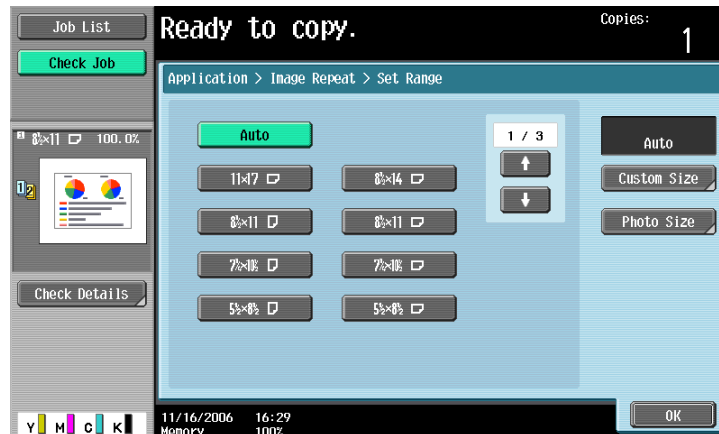 Job List
Ready to copy.
Copies:
1
Check Job
Application > Image Repeat > Set Range
8½×11 100.0%
Auto
1 / 3
Auto
11×17
8½×14
Custom Size
8½×11
8½×11
Photo Size
12
7¼×10½
7¼×10½
Check Details
5½×8½
5½×8½
OK
11/16/2006 16:29
Memory 100%
Y M C K